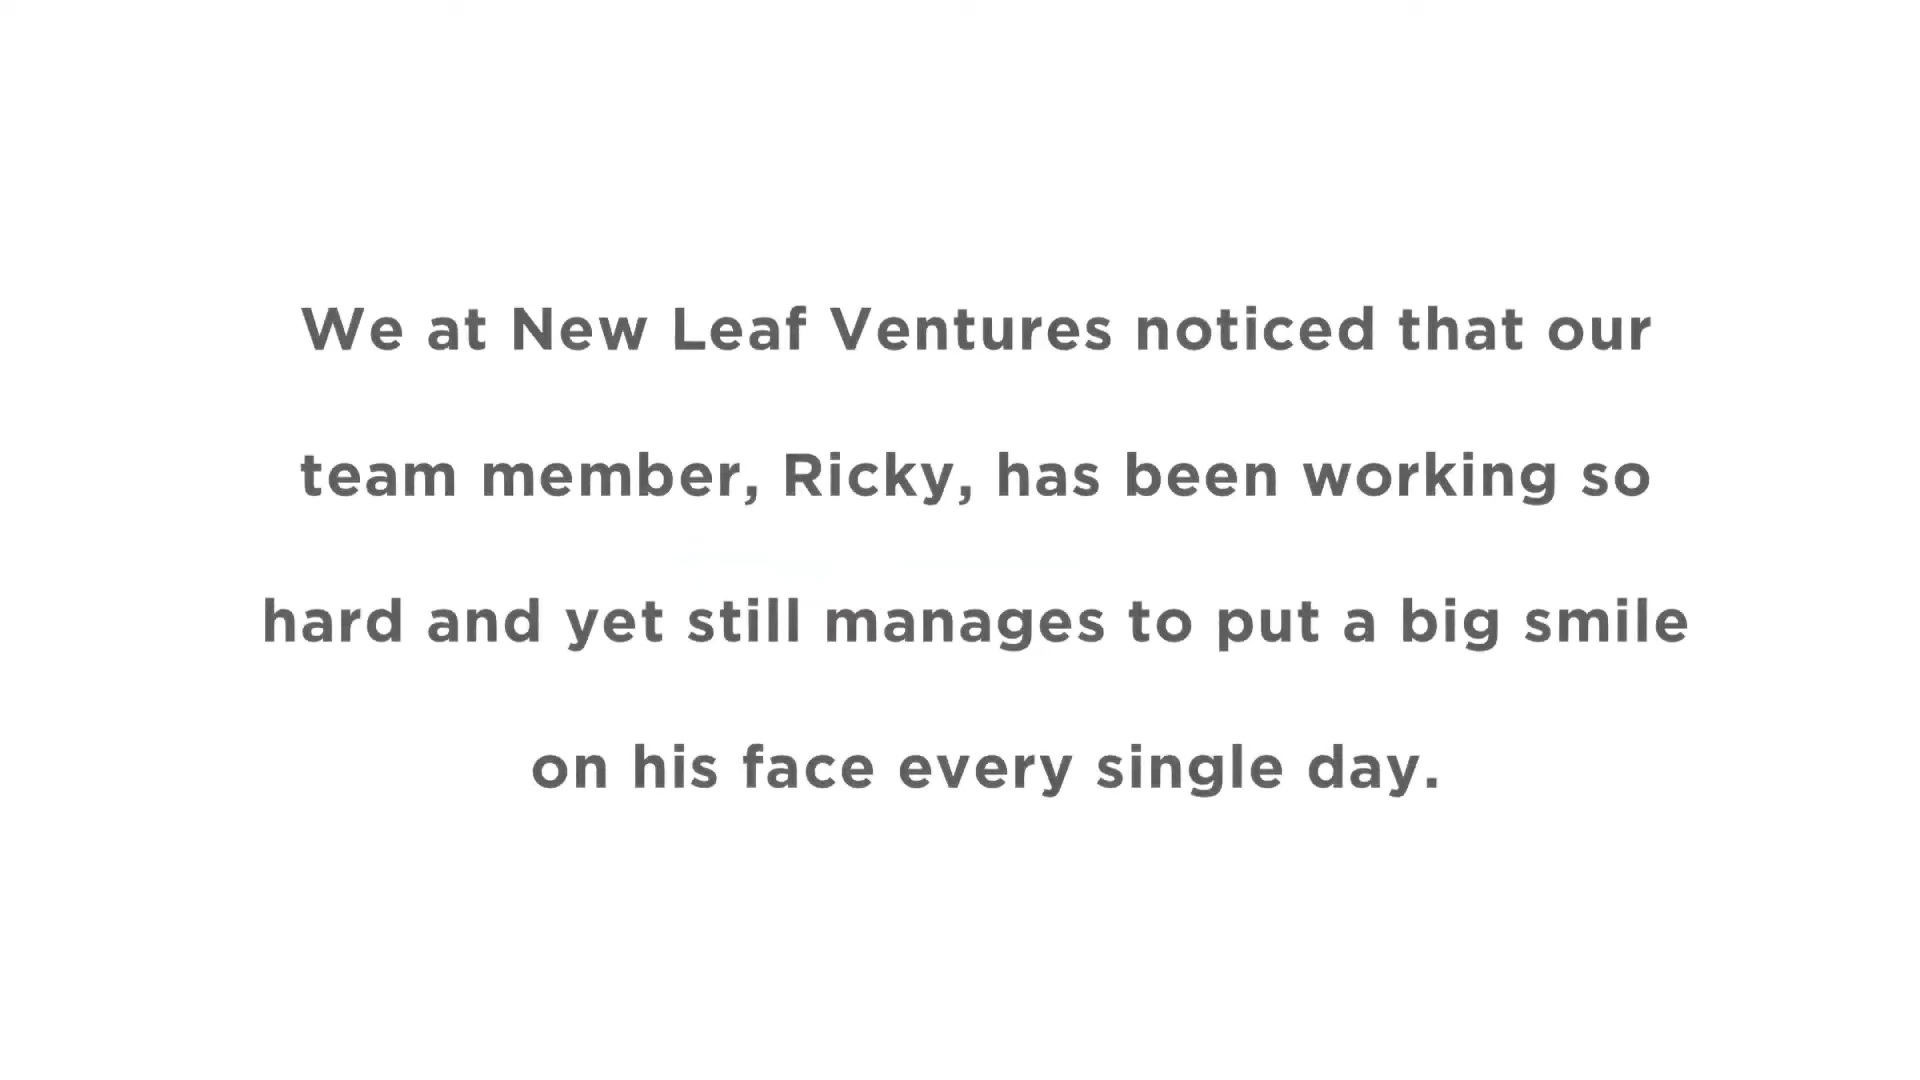 We at New Leaf Ventures noticed that our
team member, Ricky, has been working so
hard and yet still manages to put a big smile
on his face every single day.